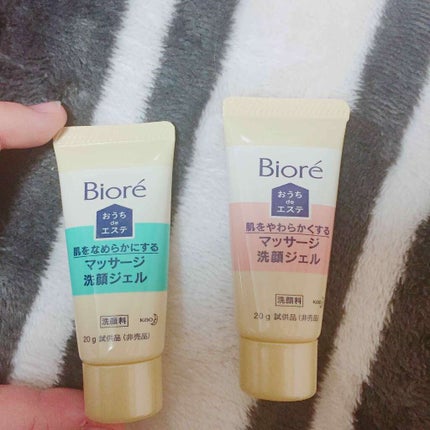 Bioré
おうち
de
エステ
肌をなめらかにする
マッサージ
洗顔ジェル
洗顔料
Kao
20g 試供品(非売品)
Bioré
おうち
de
エステ
肌をやわらかくする
マッサージ
洗顔ジェル
洗顔料
20g 試供品(非売品)